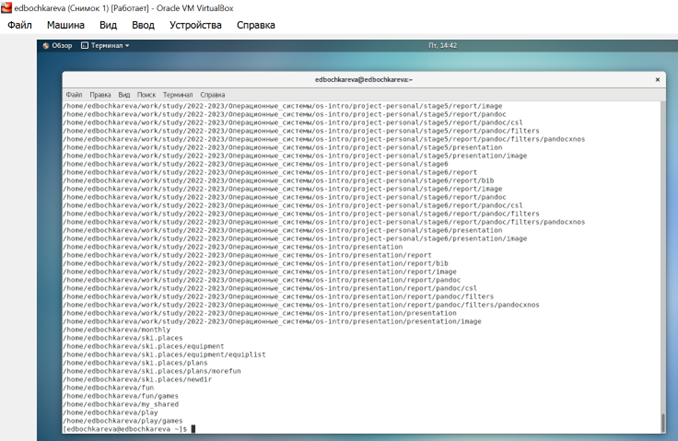 edbochkareva (Снимок 1) [Работает] - Oracle VM VirtualBox
Файл Машина Вид Ввод Устройства Справка
Обзор Терминал Пт, 14:42
edbochkareva@edbochkareva:~
Файл Правка Вид Поиск Терминал Справка
/home/edbochkareva/work/study/2022-2023/Операционные_системы/os-intro/project-personal/stage5/report/image
/home/edbochkareva/work/study/2022-2023/Операционные_системы/os-intro/project-personal/stage5/report/pandoc
/home/edbochkareva/work/study/2022-2023/Операционные_системы/os-intro/project-personal/stage5/report/pandoc/csl
/home/edbochkareva/work/study/2022-2023/Операционные_системы/os-intro/project-personal/stage5/report/pandoc/filters
/home/edbochkareva/work/study/2022-2023/Операционные_системы/os-intro/project-personal/stage5/report/pandoc/filters/pandocxnos
/home/edbochkareva/work/study/2022-2023/Операционные_системы/os-intro/project-personal/stage5/presentation
/home/edbochkareva/work/study/2022-2023/Операционные_системы/os-intro/project-personal/stage5/presentation/image
/home/edbochkareva/work/study/2022-2023/Операционные_системы/os-intro/project-personal/stage6
/home/edbochkareva/work/study/2022-2023/Операционные_системы/os-intro/project-personal/stage6/report
/home/edbochkareva/work/study/2022-2023/Операционные_системы/os-intro/project-personal/stage6/report/bib
/home/edbochkareva/work/study/2022-2023/Операционные_системы/os-intro/project-personal/stage6/report/image
/home/edbochkareva/work/study/2022-2023/Операционные_системы/os-intro/project-personal/stage6/report/pandoc
/home/edbochkareva/work/study/2022-2023/Операционные_системы/os-intro/project-personal/stage6/report/pandoc/csl
/home/edbochkareva/work/study/2022-2023/Операционные_системы/os-intro/project-personal/stage6/report/pandoc/filters
/home/edbochkareva/work/study/2022-2023/Операционные_системы/os-intro/project-personal/stage6/report/pandoc/filters/pandocxnos
/home/edbochkareva/work/study/2022-2023/Операционные_системы/os-intro/project-personal/stage6/presentation
/home/edbochkareva/work/study/2022-2023/Операционные_системы/os-intro/project-personal/stage6/presentation/image
/home/edbochkareva/work/study/2022-2023/Операционные_системы/os-intro/presentation
/home/edbochkareva/work/study/2022-2023/Операционные_системы/os-intro/presentation/report
/home/edbochkareva/work/study/2022-2023/Операционные_системы/os-intro/presentation/report/bib
/home/edbochkareva/work/study/2022-2023/Операционные_системы/os-intro/presentation/report/image
/home/edbochkareva/work/study/2022-2023/Операционные_системы/os-intro/presentation/report/pandoc
/home/edbochkareva/work/study/2022-2023/Операционные_системы/os-intro/presentation/report/pandoc/csl
/home/edbochkareva/work/study/2022-2023/Операционные_системы/os-intro/presentation/report/pandoc/filters
/home/edbochkareva/work/study/2022-2023/Операционные_системы/os-intro/presentation/report/pandoc/filters/pandocxnos
/home/edbochkareva/work/study/2022-2023/Операционные_системы/os-intro/presentation/presentation
/home/edbochkareva/work/study/2022-2023/Операционные_системы/os-intro/presentation/presentation/image
/home/edbochkareva/monthly
/home/edbochkareva/ski.places
/home/edbochkareva/ski.places/equipment
/home/edbochkareva/ski.places/equipment/equiplist
/home/edbochkareva/ski.places/plans
/home/edbochkareva/ski.places/plans/morefun
/home/edbochkareva/ski.places/newdir
/home/edbochkareva/fun
/home/edbochkareva/fun/games
/home/edbochkareva/my_shared
/home/edbochkareva/play
/home/edbochkareva/play/games
[edbochkareva@edbochkareva ~]$